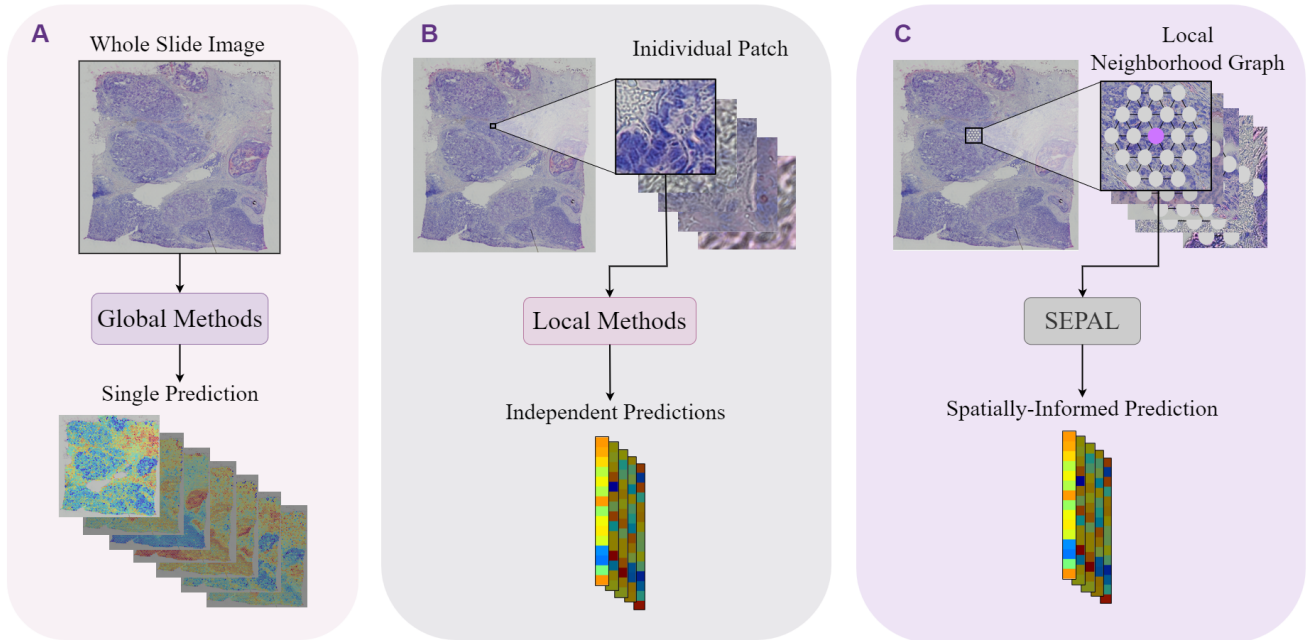 A
Whole Slide Image
Global Methods
Single Prediction
B
Inidividual Patch
Local Methods
Independent Predictions
C
Local
Neighborhood Graph
SEPAL
Spatially-Informed Prediction